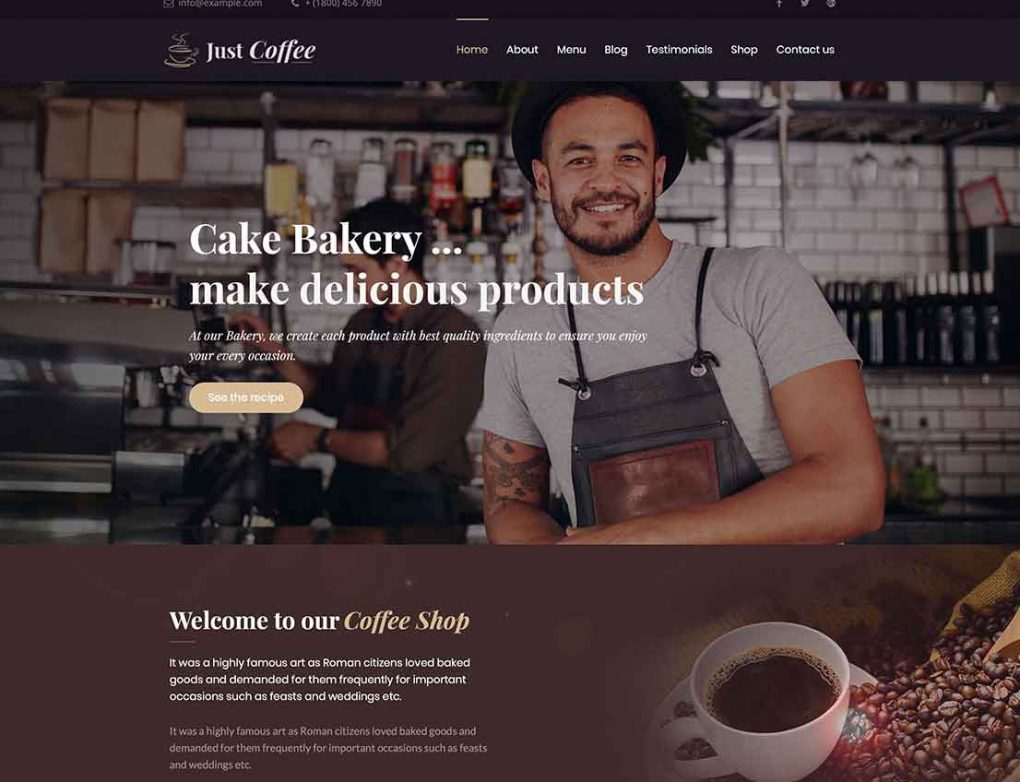 info@example.com + (1800) 456 7890
Just Coffee
Home About Menu Blog Testimonials Shop Contact us
Cake Bakery ...
make delicious products
At our Bakery, we create each product with best quality ingredients to ensure you enjoy
your every occasion.
See the recipe
Welcome to our Coffee Shop
It was a highly famous art as Roman citizens loved baked
goods and demanded for them frequently for important
occasions such as feasts and weddings etc.
It was a highly famous art as Roman citizens loved baked goods and
demanded for them frequently for important occasions such as feasts
and weddings etc.